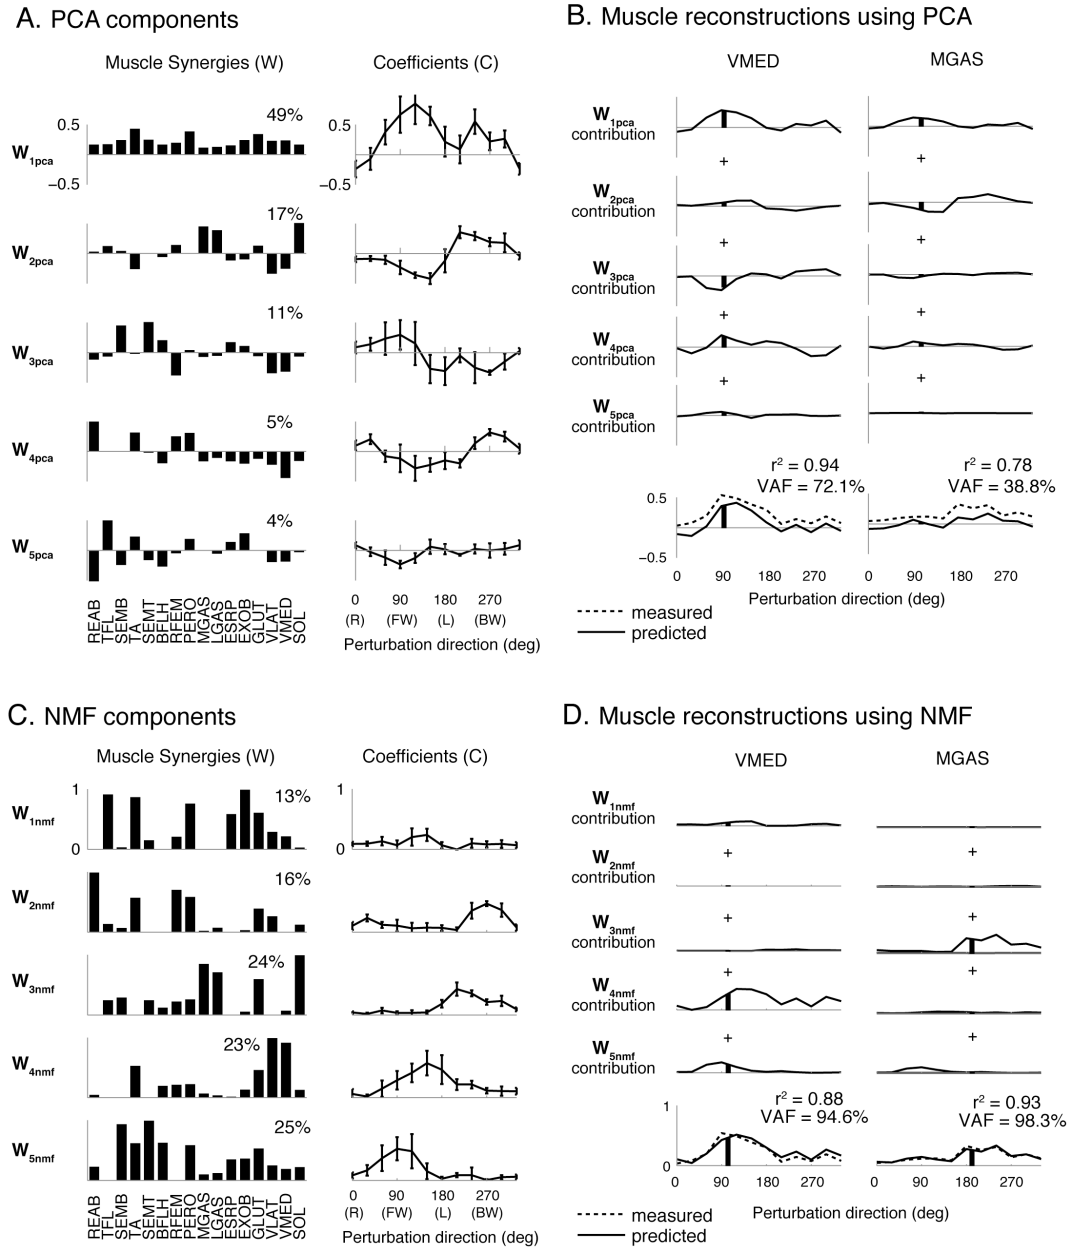 A. PCA components
Muscle Synergies (W)
Coefficients (C)
W1pca
0.5
−0.5
49%
0.5
−0.5
W2pca
17%
W3pca
11%
W4pca
5%
W5pca
4%
REAB
TFL
SEMB
TA
SEMT
BFLH
RFEM
PERO
MGAS
LGAS
ESRP
EXOB
GLUT
VLAT
VMED
SOL
0 90 180 270
(R) (FW) (L) (BW)
Perturbation direction (deg)
B. Muscle reconstructions using PCA
VMED
MGAS
W1pca
contribution
+ +
W2pca
contribution
+ +
W3pca
contribution
+ +
W4pca
contribution
+ +
W5pca
contribution
r² = 0.94
VAF = 72.1%
r² = 0.78
VAF = 38.8%
0.5
−0.5
0 90 180 270
0 90 180 270
Perturbation direction (deg)
measured
predicted
C. NMF components
Muscle Synergies (W)
Coefficients (C)
W1nmf
1
0
13%
1
0
W2nmf
16%
W3nmf
24%
W4nmf
23%
W5nmf
25%
REAB
TFL
SEMB
TA
SEMT
BFLH
RFEM
PERO
MGAS
LGAS
ESRP
EXOB
GLUT
VLAT
VMED
SOL
0 90 180 270
(R) (FW) (L) (BW)
Perturbation direction (deg)
D. Muscle reconstructions using NMF
VMED
MGAS
W1nmf
contribution
+ +
W2nmf
contribution
+ +
W3nmf
contribution
+ +
W4nmf
contribution
+ +
W5nmf
contribution
r² = 0.88
VAF = 94.6%
r² = 0.93
VAF = 98.3%
1
0
0 90 180 270
0 90 180 270
Perturbation direction (deg)
measured
predicted